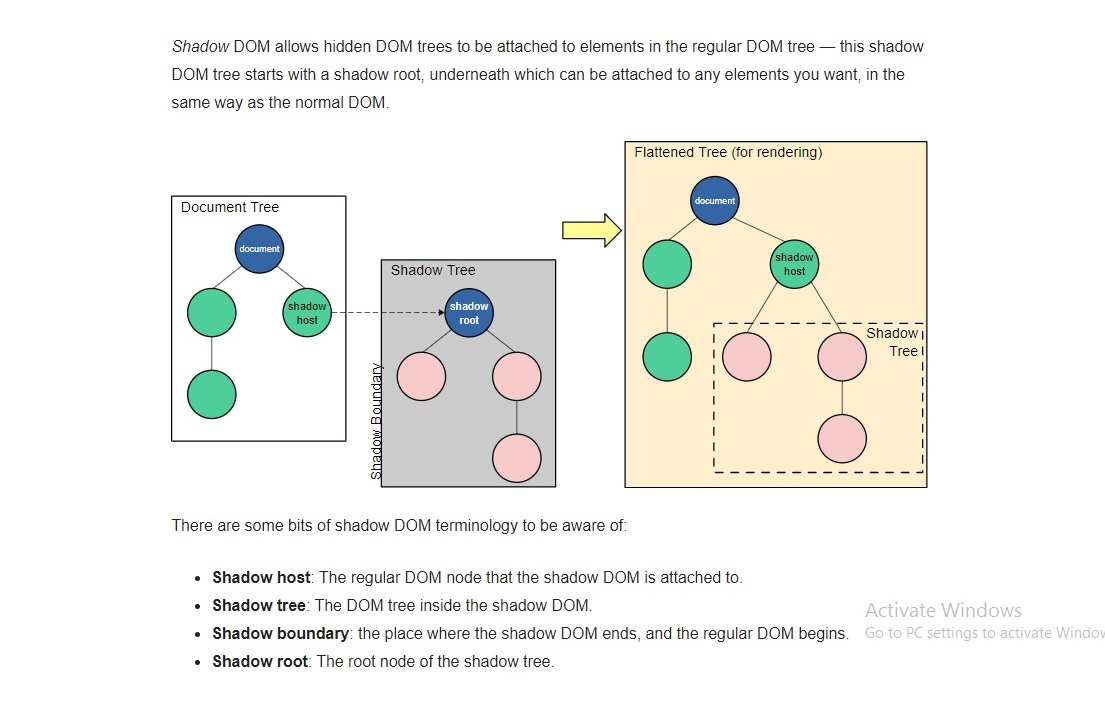 Shadow DOM allows hidden DOM trees to be attached to elements in the regular DOM tree — this shadow
DOM tree starts with a shadow root, underneath which can be attached to any elements you want, in the
same way as the normal DOM.
Document Tree
document
shadow
host
Shadow Tree
shadow
root
Shadow Boundary
Flattened Tree (for rendering)
document
shadow
host
Shadow
Tree
There are some bits of shadow DOM terminology to be aware of:
• Shadow host: The regular DOM node that the shadow DOM is attached to.
• Shadow tree: The DOM tree inside the shadow DOM.
• Shadow boundary: the place where the shadow DOM ends, and the regular DOM begins.
• Shadow root: The root node of the shadow tree.
Activate Windows
Go to PC settings to activate Window